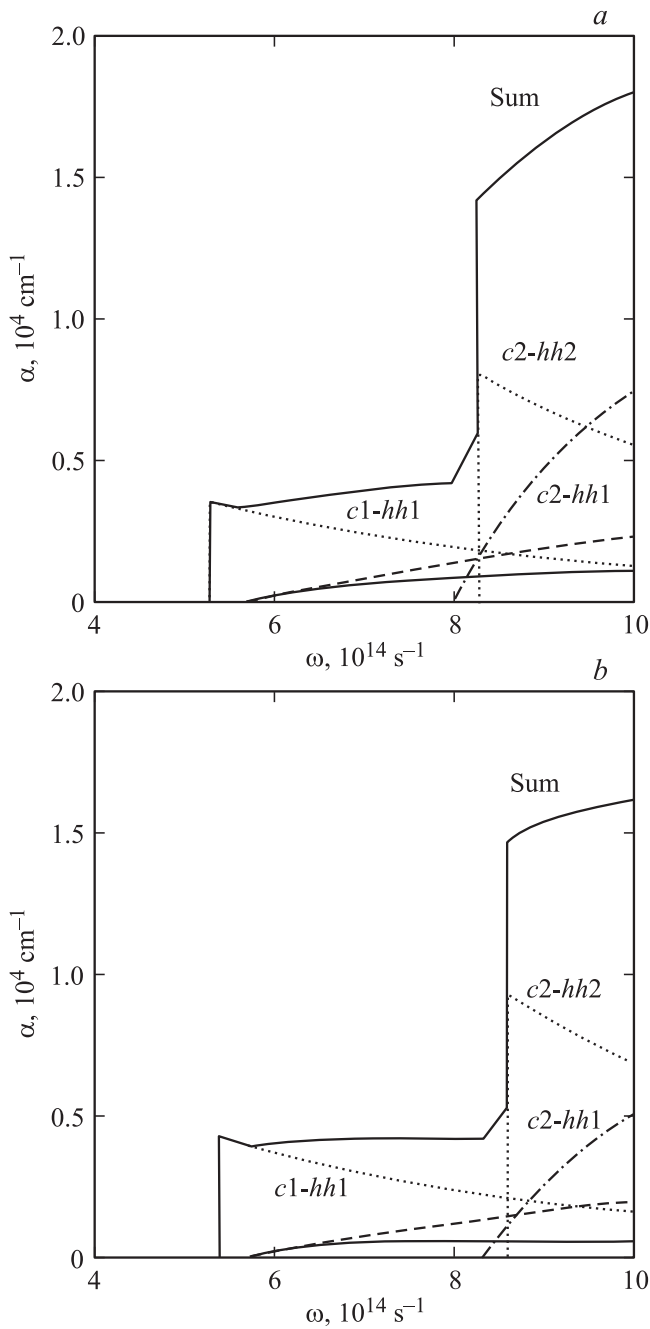 a
2.0
Sum
1.5
α, 10⁴ cm⁻¹
1.0
c2-hh2
0.5
c1-hh1
c2-hh1
0
4 6 8 10
ω, 10¹⁴ s⁻¹
b
2.0
Sum
1.5
α, 10⁴ cm⁻¹
1.0
c2-hh2
0.5
c2-hh1
c1-hh1
0
4 6 8 10
ω, 10¹⁴ s⁻¹